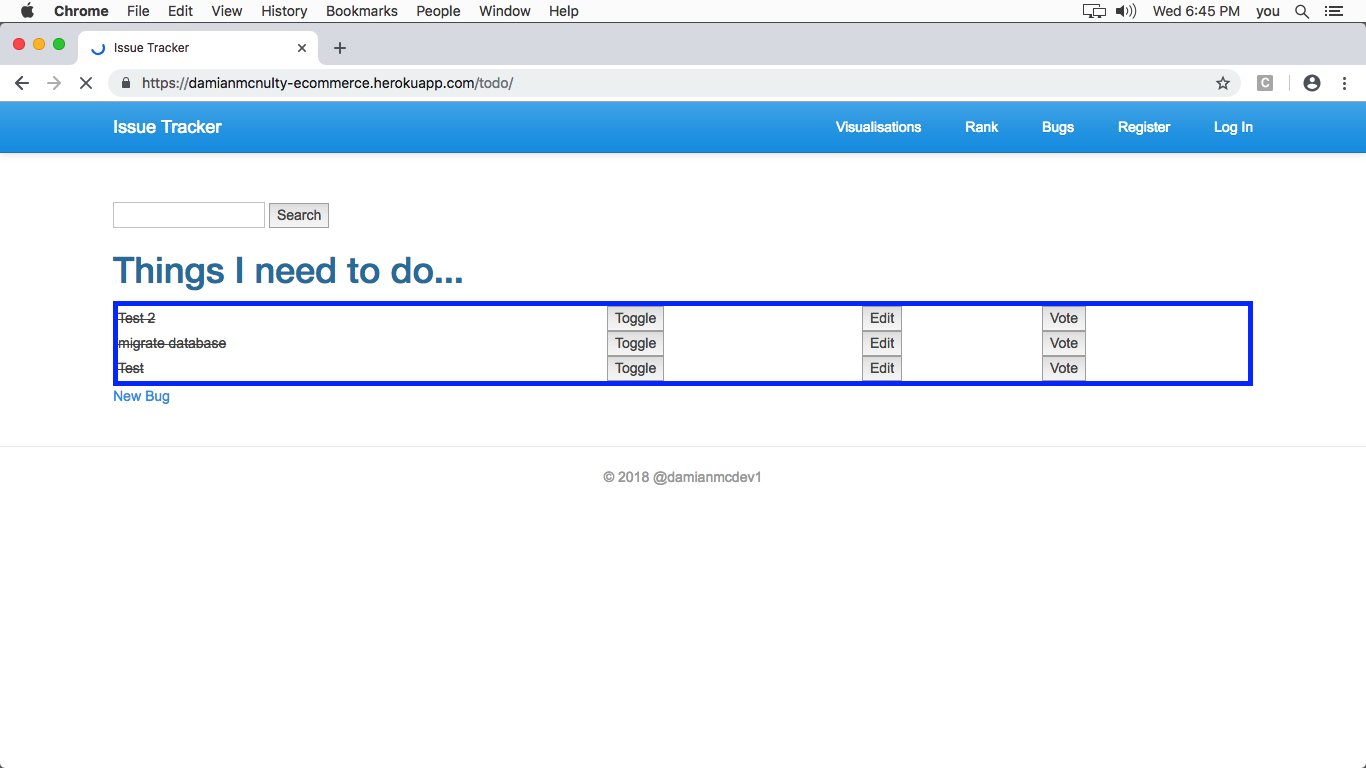 Chrome File Edit View History Bookmarks People Window Help Wed 6:45 PM you
Issue Tracker
https://damianmcnulty-ecommerce.herokuapp.com/todo/ C
Issue Tracker Visualisations Rank Bugs Register Log In
Search
Things I need to do...
Test 2 Toggle Edit Vote
migrate database Toggle Edit Vote
Test Toggle Edit Vote
New Bug
© 2018 @damianmcdev1